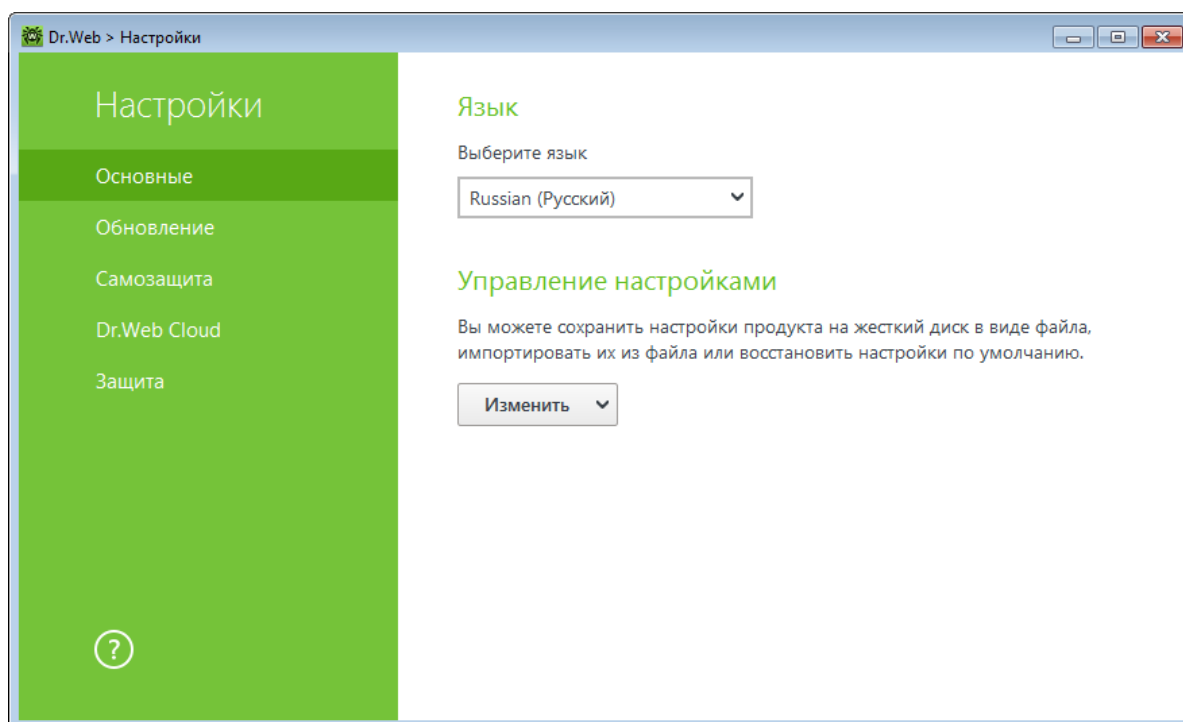 Dr.Web > Настройки
Настройки
Основные
Обновление
Самозащита
Dr.Web Cloud
Защита
?
Язык
Выберите язык
Russian (Русский)
Управление настройками
Вы можете сохранить настройки продукта на жесткий диск в виде файла,
импортировать их из файла или восстановить настройки по умолчанию.
Изменить